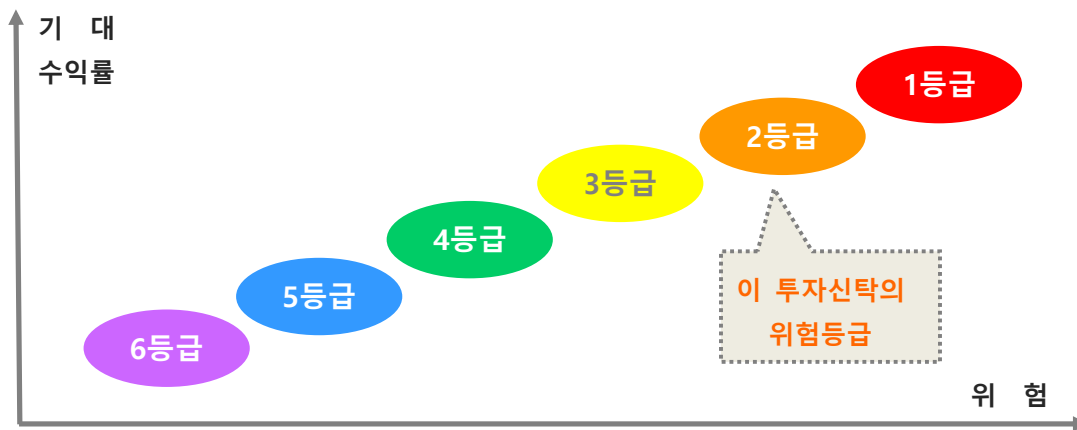 기 대
수익률
1등급
2등급
3등급
4등급
5등급
6등급
이 투자신탁의
위험등급
위 험